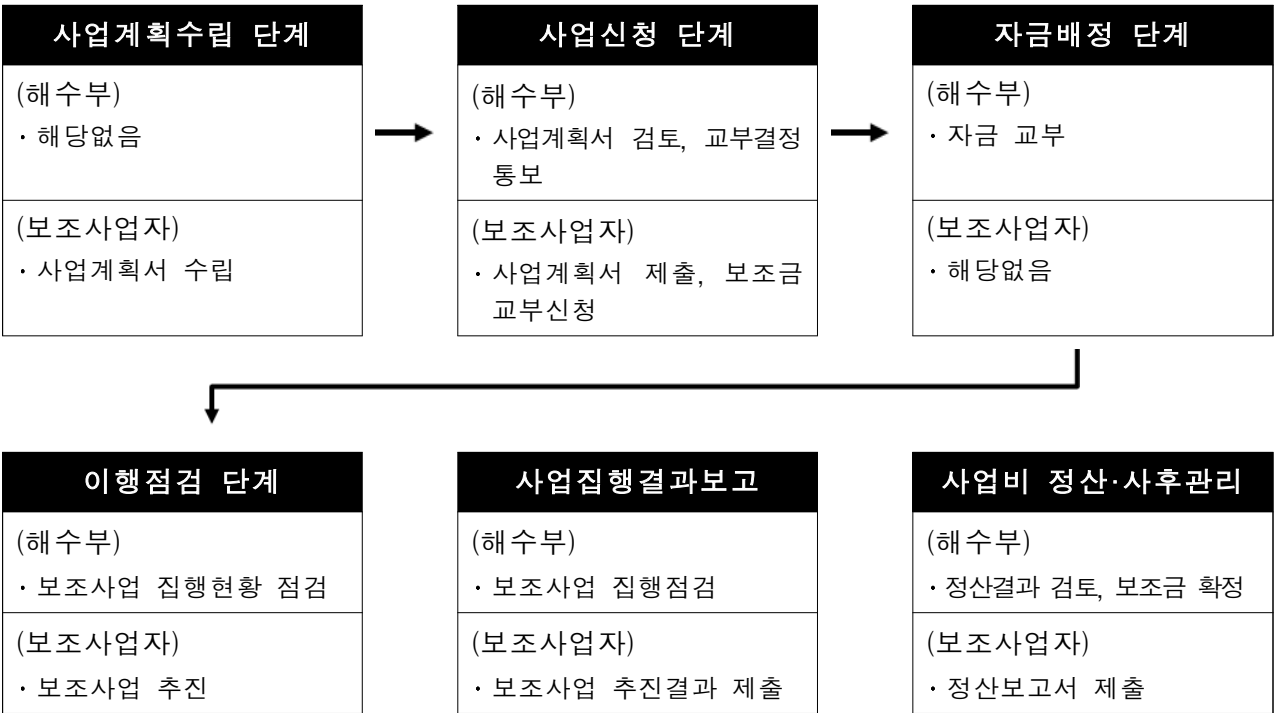 사업계획수립 단계
(해수부)
· 해당없음
(보조사업자)
· 사업계획서 수립
사업신청 단계
(해수부)
· 사업계획서 검토, 교부결정
통보
(보조사업자)
· 사업계획서 제출, 보조금
교부신청
자금배정 단계
(해수부)
· 자금 교부
(보조사업자)
· 해당없음
이행점검 단계
(해수부)
· 보조사업 집행현황 점검
(보조사업자)
· 보조사업 추진
사업집행결과보고
(해수부)
· 보조사업 집행점검
(보조사업자)
· 보조사업 추진결과 제출
사업비 정산·사후관리
(해수부)
· 정산결과 검토, 보조금 확정
(보조사업자)
· 정산보고서 제출